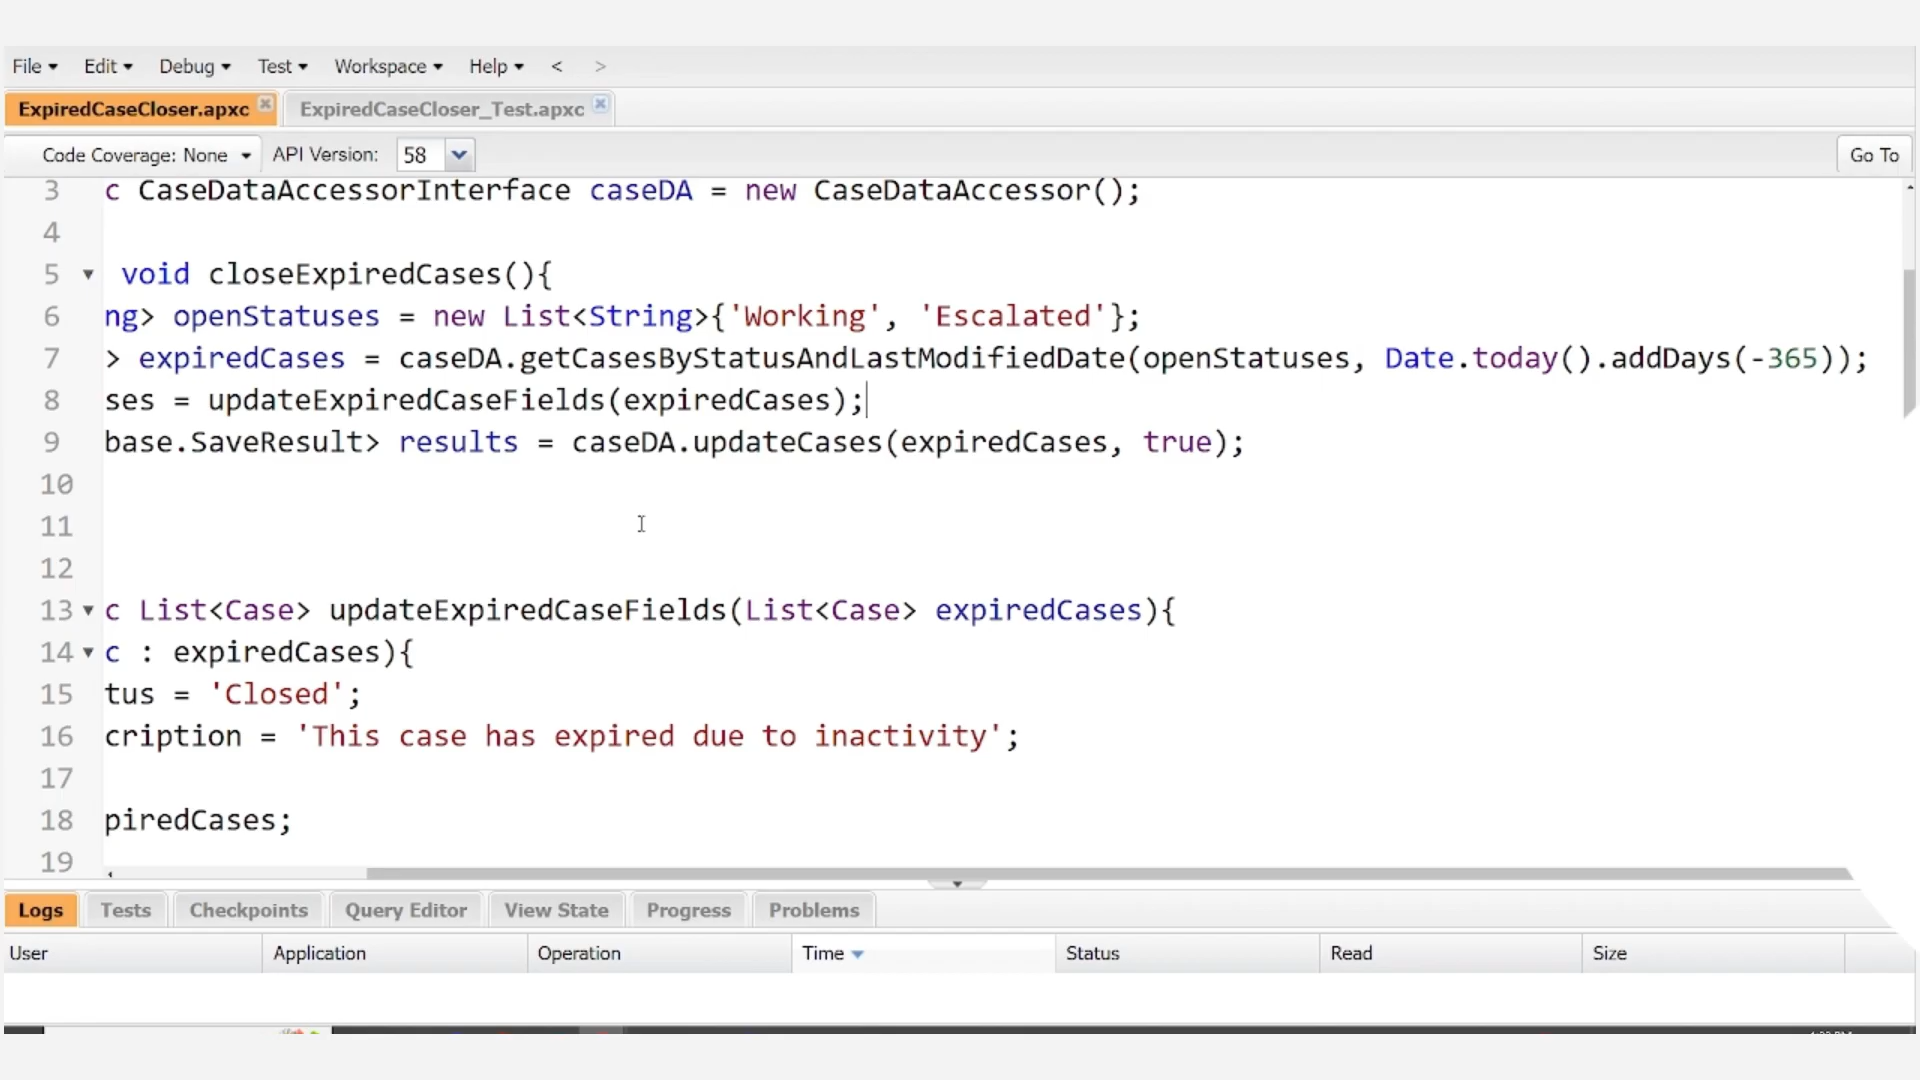 File Edit Debug Test Workspace Help < >
ExpiredCaseCloser.apxc ExpiredCaseCloser_Test.apxc
Code Coverage: None API Version: 58 Go To
3 c CaseDataAccessorInterface caseDA = new CaseDataAccessor();
4
5 void closeExpiredCases(){
6 ng> openStatuses = new List<String>{'Working', 'Escalated'};
7 > expiredCases = caseDA.getCasesByStatusAndLastModifiedDate(openStatuses, Date.today().addDays(-365));
8 ses = updateExpiredCaseFields(expiredCases);
9 base.SaveResult> results = caseDA.updateCases(expiredCases, true);
10
11
12
13 c List<Case> updateExpiredCaseFields(List<Case> expiredCases){
14 c : expiredCases){
15 tus = 'Closed';
16 cription = 'This case has expired due to inactivity';
17
18 piredCases;
19
Logs Tests Checkpoints Query Editor View State Progress Problems
User Application Operation Time Status Read Size